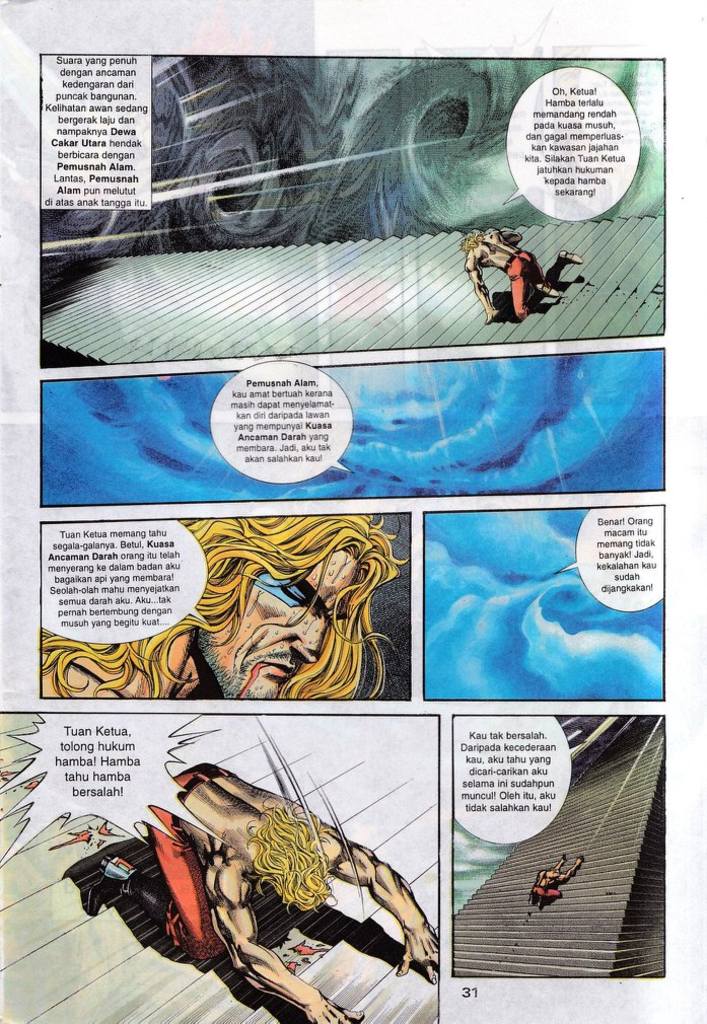 Suara yang penuh
dengan ancaman
kedengaran dari
puncak bangunan.
Kelihatan awan sedang
bergerak laju dan
nampaknya Dewa
Cakar Utara hendak
berbicara dengan
Pemusnah Alam.
Lantas, Pemusnah
Alam pun melutut
di atas anak tangga itu.
Oh, Ketua!
Hamba terlalu
memandang rendah
pada kuasa musuh,
dan gagal memperluas-
kan kawasan jajahan
kita. Silakan Tuan Ketua
jatuhkan hukuman
kepada hamba
sekarang!
Pemusnah Alam,
kau amat bertuah kerana
masih dapat menyelamat-
kan diri daripada lawan
yang mempunyai Kuasa
Ancaman Darah yang
membara. Jadi, aku tak
akan salahkan kau!
Tuan Ketua memang tahu
segala-galanya. Betul, Kuasa
Ancaman Darah orang itu telah
menyerang ke dalam badan aku
bagaikan api yang membara!
Seolah-olah mahu menyejatkan
semua darah aku. Aku...tak
pernah bertembung dengan
musuh yang begitu kuat....
Benar! Orang
macam itu
memang tidak
banyak! Jadi,
kekalahan kau
sudah
dijangkakan!
Tuan Ketua,
tolong hukum
hamba! Hamba
tahu hamba
bersalah!
Kau tak bersalah.
Daripada kecederaan
kau, aku tahu yang
dicari-carikan aku
selama ini sudahpun
muncul! Oleh itu, aku
tidak salahkan kau!
31